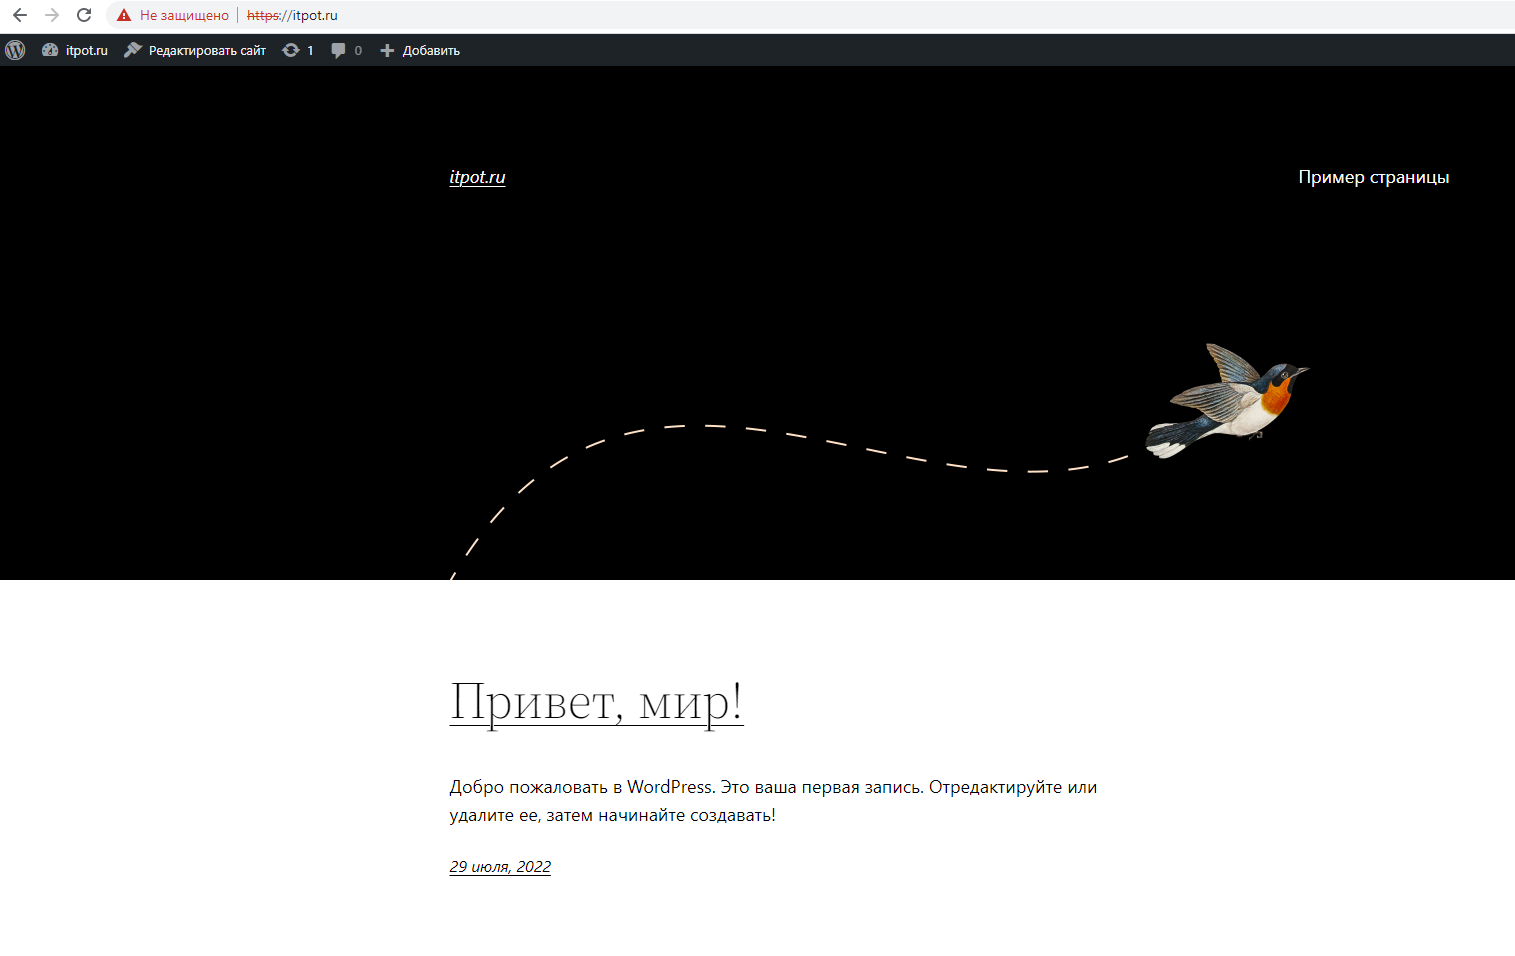 Не защищено https://itpot.ru
itpot.ru Редактировать сайт 1 0 Добавить
itpot.ru Пример страницы
Привет, мир!
Добро пожаловать в WordPress. Это ваша первая запись. Отредактируйте или
удалите ее, затем начинайте создавать!
29 июля, 2022